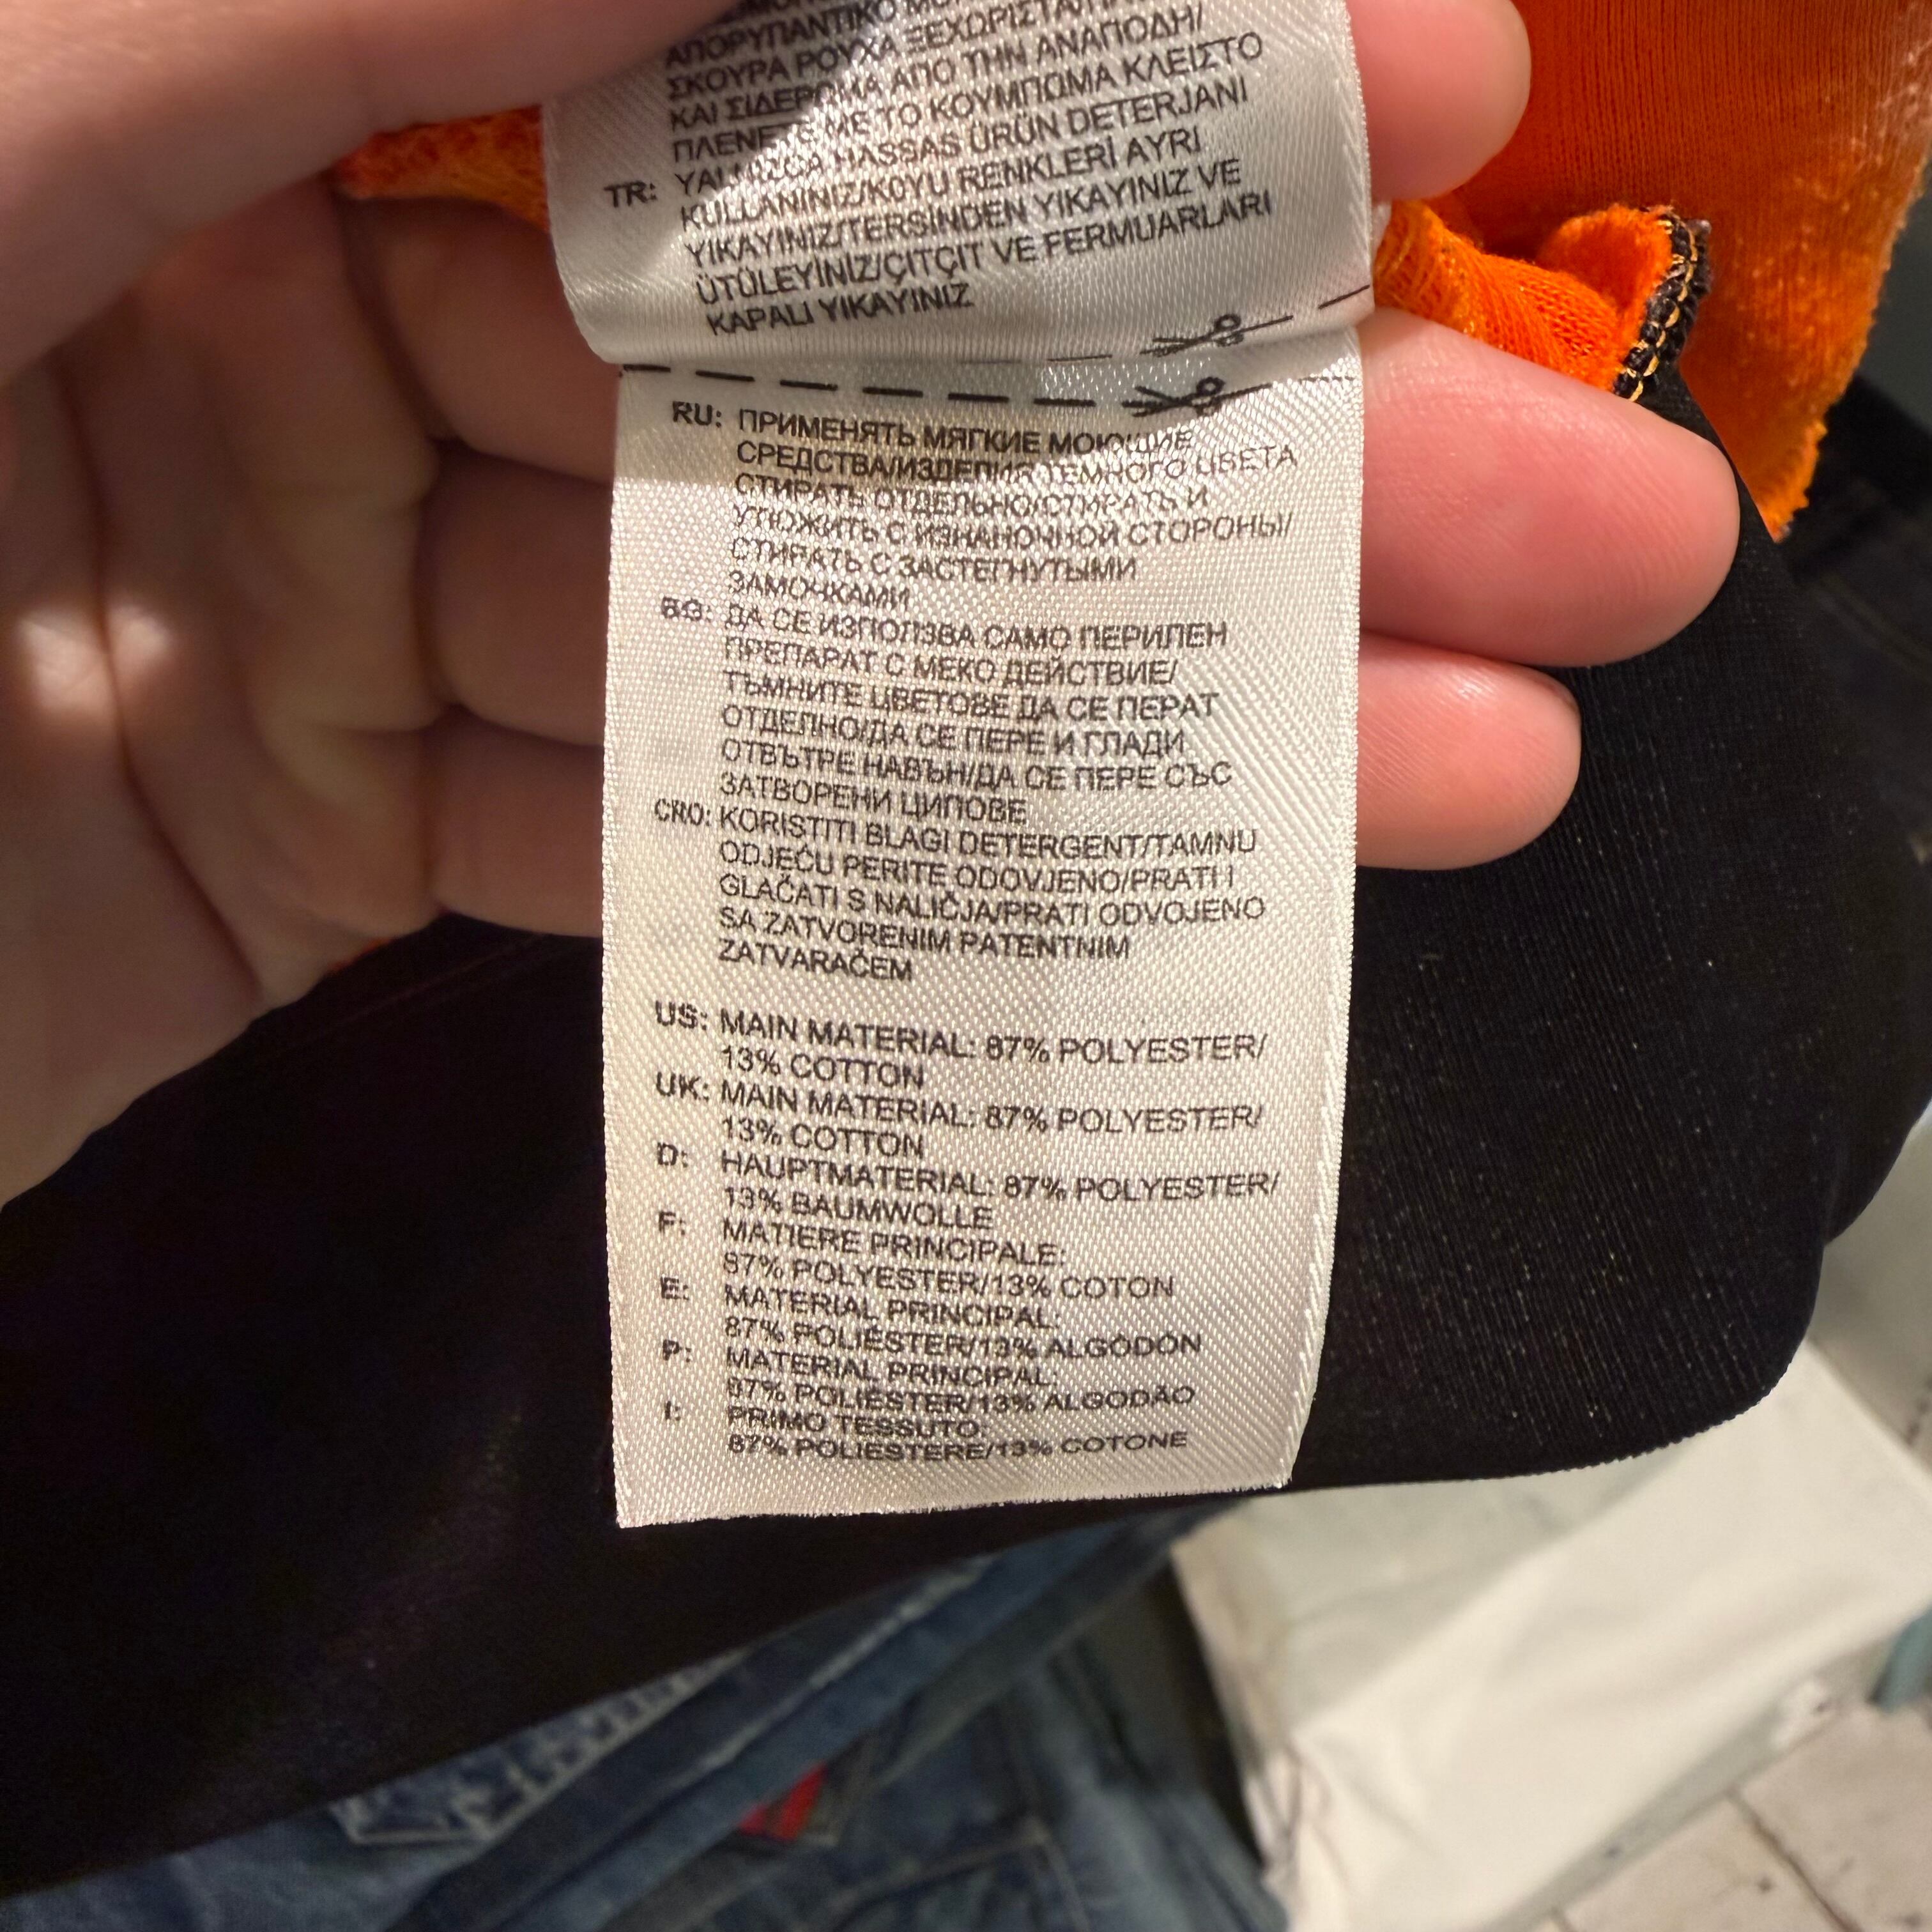 ΑΠΟΡΥΠΑΝΤΙΚΟ
ΣΚΟΥΡΑ ΡΟΥΧΑ ΞΕΧΩΡΙΣΤΑ/
ΚΑΙ ΣΙΔΕΡΩΜΑ ΑΠΟ ΤΗΝ ΑΝΑΠΟΔΗ/
ΠΛΕΝΕΤΕ ΜΕ ΤΟ ΚΟΥΜΠΩΜΑ ΚΛΕΙΣΤΟ
TR: YALNIZCA HASSAS ÜRÜN DETERJANI
KULLANINIZ/KOYU RENKLERİ AYRI
YIKAYINIZ/TERSİNDEN YIKAYINIZ VE
ÜTÜLEYİNİZ/ÇITÇIT VE FERMUARLARI
KAPALI YIKAYINIZ
RU: ПРИМЕНЯТЬ МЯГКИЕ МОЮЩИЕ
СРЕДСТВА/ИЗДЕЛИЯ ТЕМНОГО ЦВЕТА
СТИРАТЬ ОТДЕЛЬНО/СТИРАТЬ И
УТЮЖИТЬ С ИЗНАНОЧНОЙ СТОРОНЫ/
СТИРАТЬ С ЗАСТЕГНУТЫМИ
ЗАМОЧКАМИ
BG: ДА СЕ ИЗПОЛЗВА САМО ПЕРИЛЕН
ПРЕПАРАТ С МЕКО ДЕЙСТВИЕ/
ТЪМНИТЕ ЦВЕТОВЕ ДА СЕ ПЕРАТ
ОТДЕЛНО/ДА СЕ ПЕРЕ И ГЛАДИ
ОТВЪТРЕ НАВЪН/ДА СЕ ПЕРЕ СЪС
ЗАТВОРЕНИ ЦИПОВЕ
CRO: KORISTITI BLAGI DETERGENT/TAMNU
ODJEĆU PERITE ODOVJENO/PRATI I
GLAČATI S NALIČJA/PRATI ODVOJENO
SA ZATVORENIM PATENTNIM
ZATVARAČEM
US: MAIN MATERIAL: 87% POLYESTER/
13% COTTON
UK: MAIN MATERIAL: 87% POLYESTER/
13% COTTON
D: HAUPTMATERIAL: 87% POLYESTER/
13% BAUMWOLLE
F: MATIERE PRINCIPALE:
87% POLYESTER/13% COTON
E: MATERIAL PRINCIPAL:
87% POLIÉSTER/13% ALGODÓN
P: MATERIAL PRINCIPAL:
87% POLIÉSTER/13% ALGODÃO
I: PRIMO TESSUTO:
87% POLIESTERE/13% COTONE